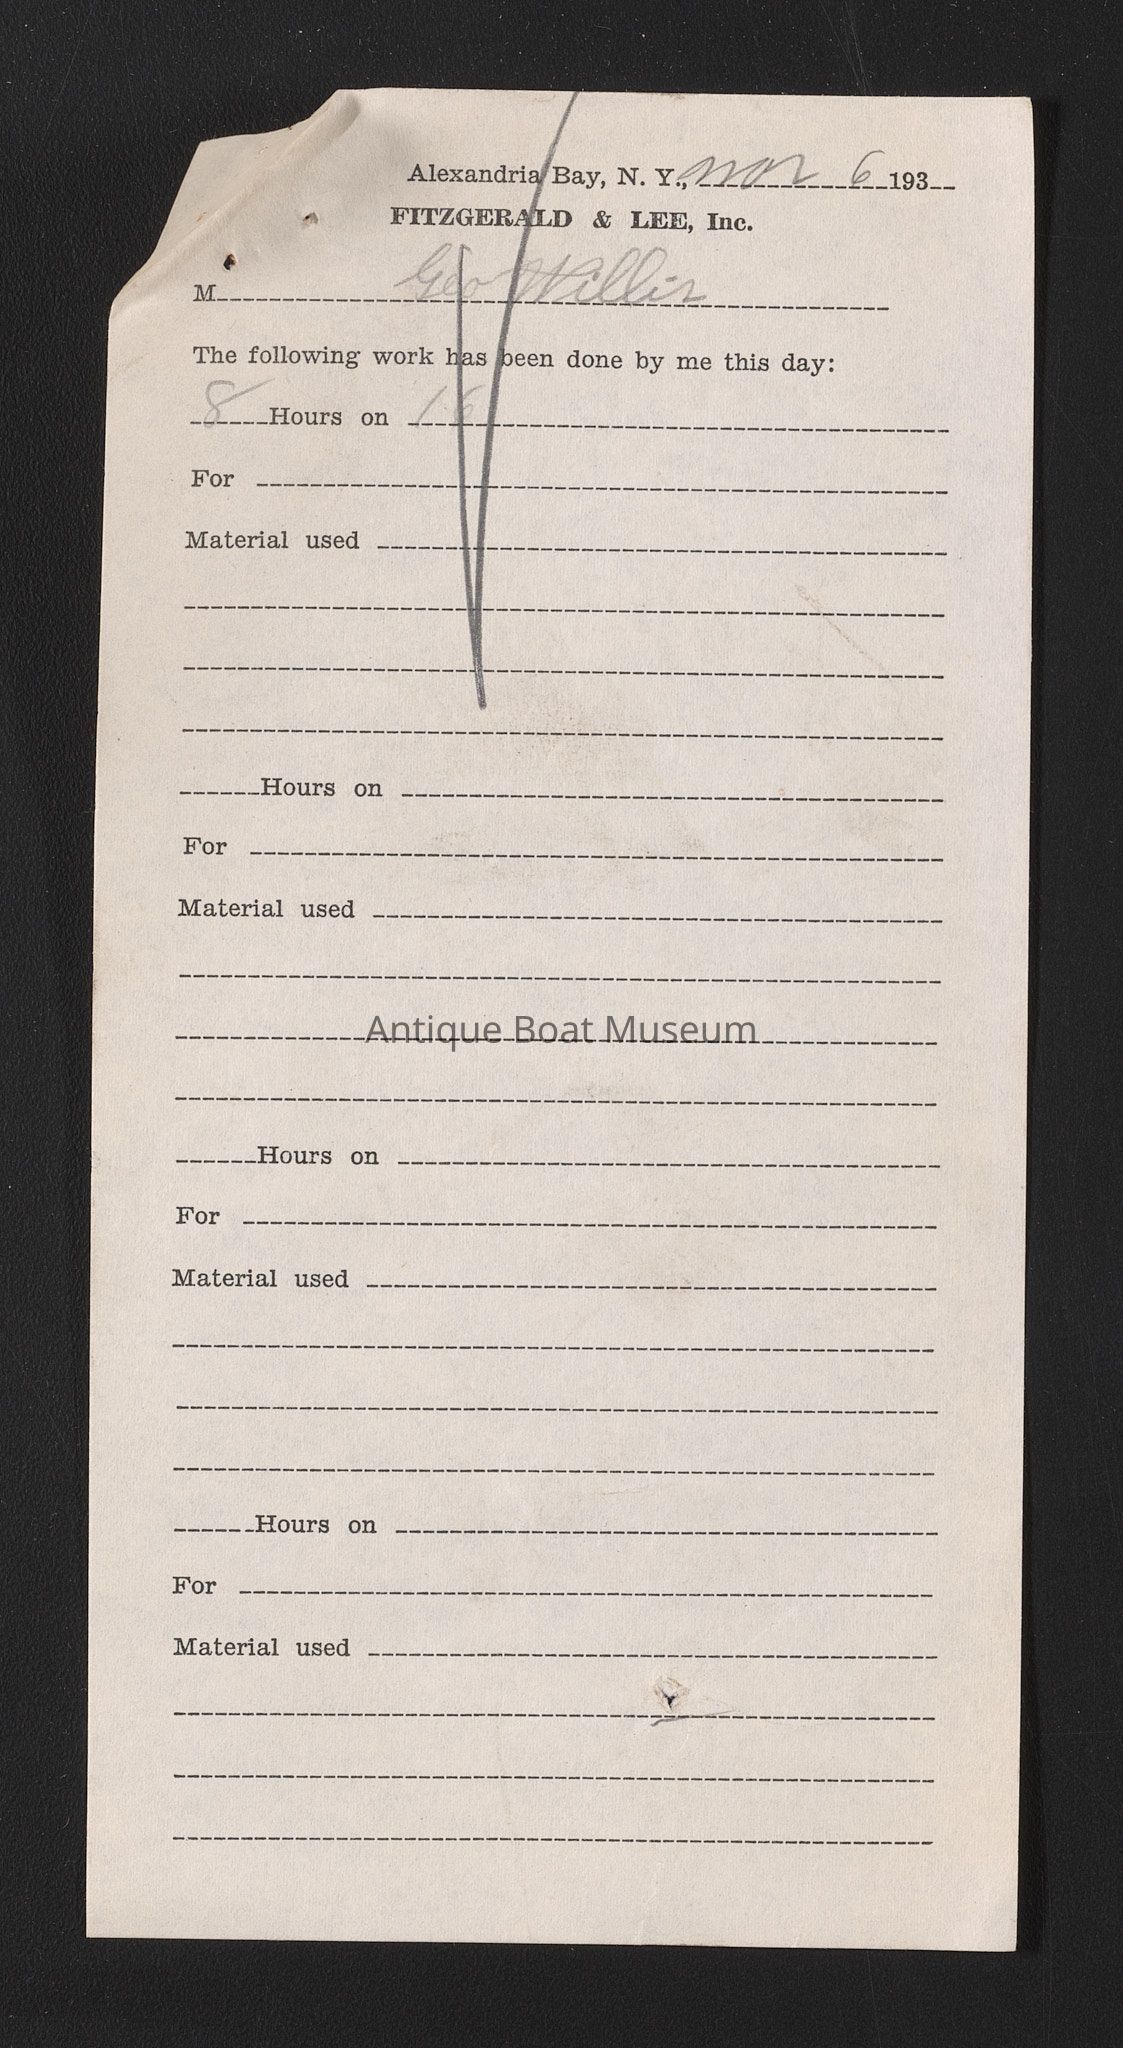 Alexandria Bay, N. Y., Nov 6 193
FITZGERALD & LEE, Inc.
M Geo Willis
The following work has been done by me this day:
8 Hours on 16
For
Material used
Hours on
For
Material used
Antique Boat Museum
Hours on
For
Material used
Hours on
For
Material used